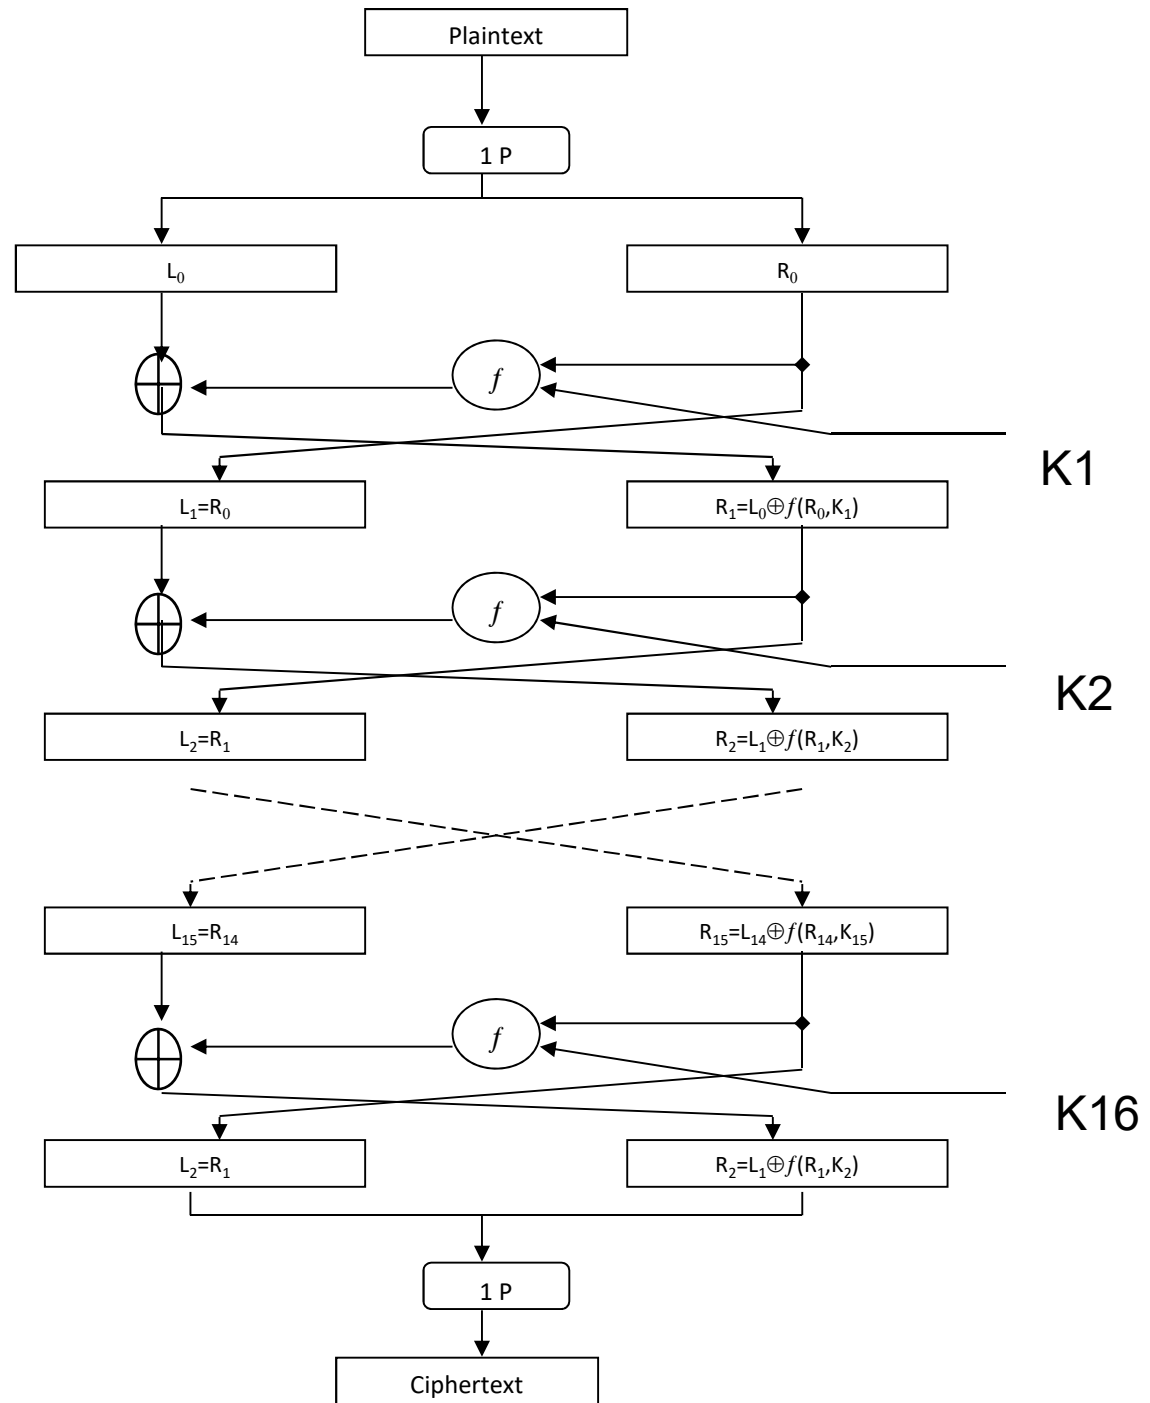 Plaintext
1 P
L₀
R₀
f
K1
L₁=R₀
R₁=L₀⊕f(R₀,K₁)
f
K2
L₂=R₁
R₂=L₁⊕f(R₁,K₂)
L₁₅=R₁₄
R₁₅=L₁₄⊕f(R₁₄,K₁₅)
f
K16
L₂=R₁
R₂=L₁⊕f(R₁,K₂)
1 P
Ciphertext